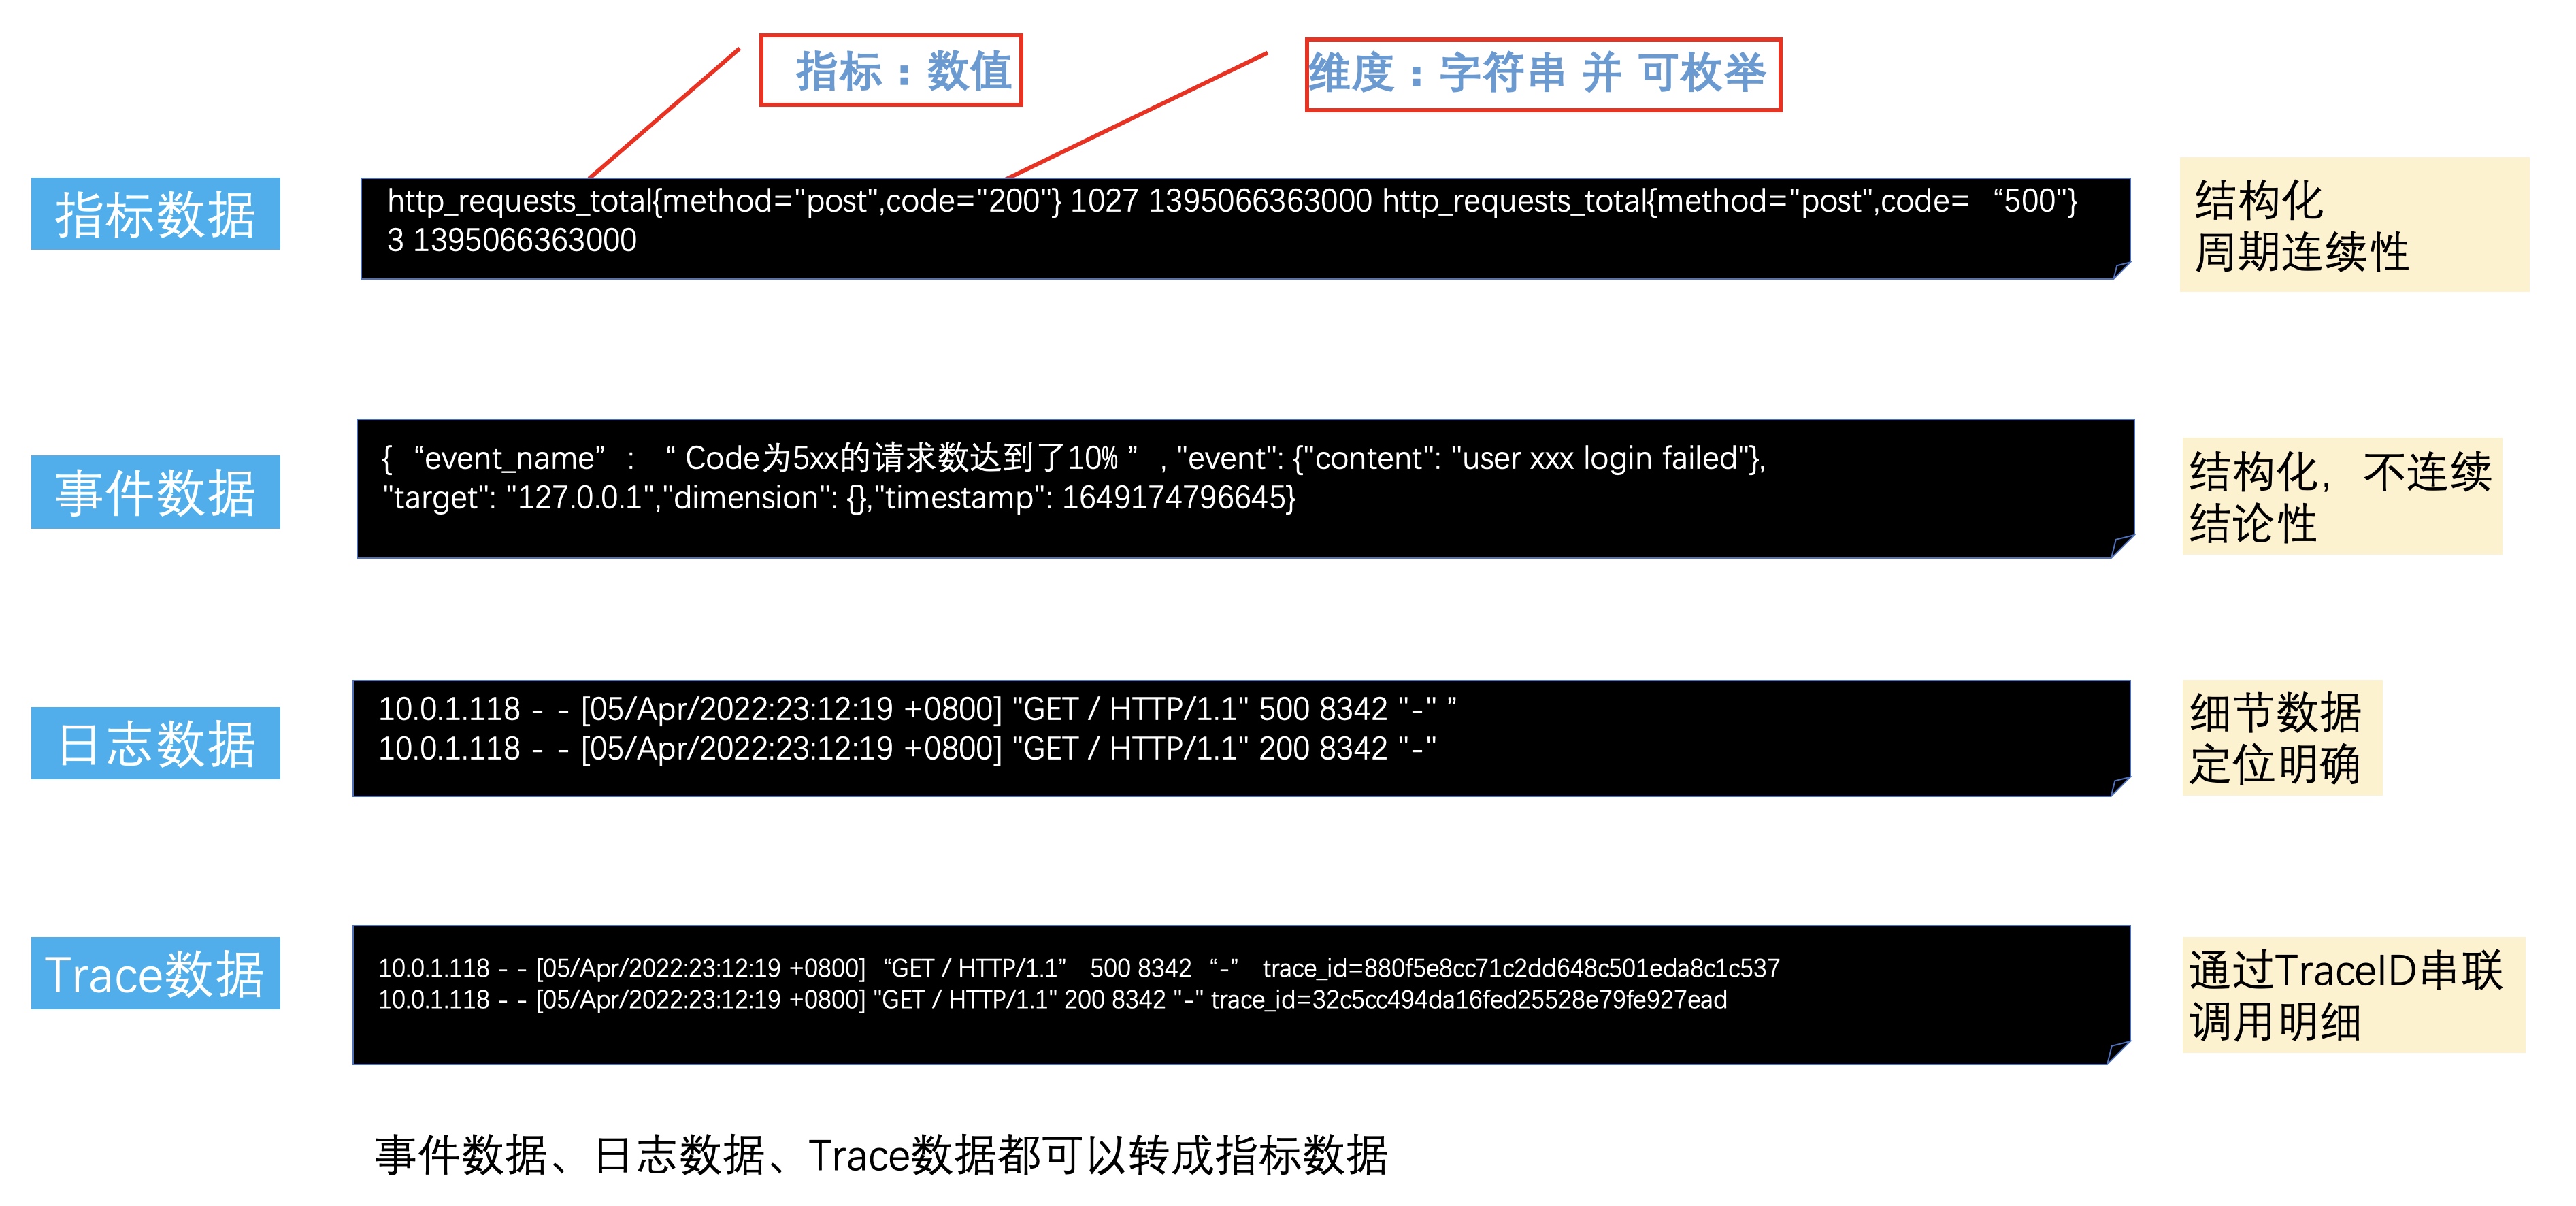 指标：数值
维度：字符串 并 可枚举
指标数据
http_requests_total{method="post",code="200"} 1027 1395066363000 http_requests_total{method="post",code= “500"}
3 1395066363000
结构化
周期连续性
事件数据
{ “event_name” : “ Code为5xx的请求数达到了10% ” , "event": {"content": "user xxx login failed"},
"target": "127.0.0.1","dimension": {},"timestamp": 1649174796645}
结构化，不连续
结论性
日志数据
10.0.1.118 - - [05/Apr/2022:23:12:19 +0800] "GET / HTTP/1.1" 500 8342 "-" ”
10.0.1.118 - - [05/Apr/2022:23:12:19 +0800] "GET / HTTP/1.1" 200 8342 "-"
细节数据
定位明确
Trace数据
10.0.1.118 - - [05/Apr/2022:23:12:19 +0800] “GET / HTTP/1.1” 500 8342 “-” trace_id=880f5e8cc71c2dd648c501eda8c1c537
10.0.1.118 - - [05/Apr/2022:23:12:19 +0800] "GET / HTTP/1.1" 200 8342 "-" trace_id=32c5cc494da16fed25528e79fe927ead
通过TraceID串联
调用明细
事件数据、日志数据、Trace数据都可以转成指标数据